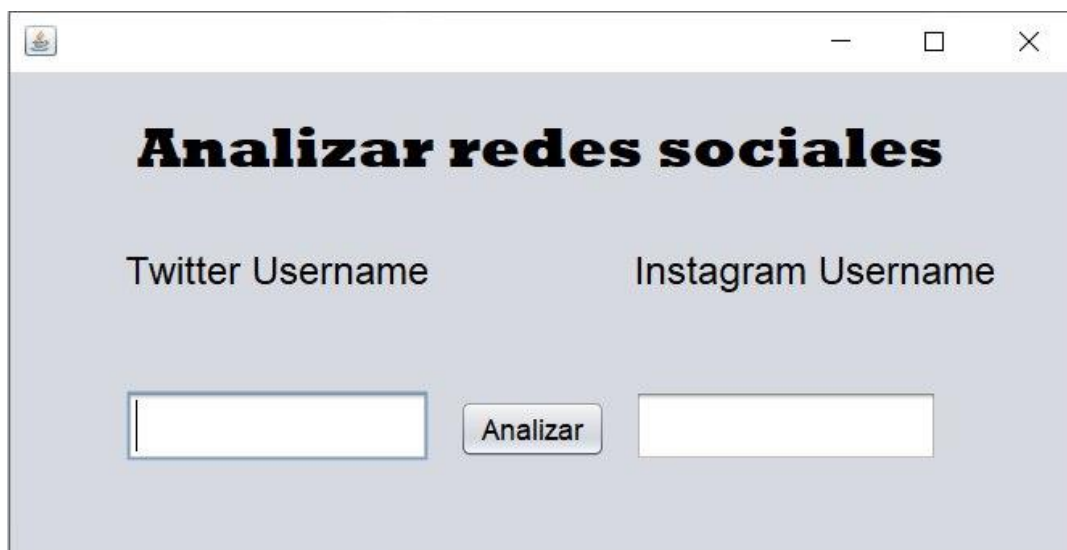 Analizar redes sociales
Twitter Username
Instagram Username
Analizar